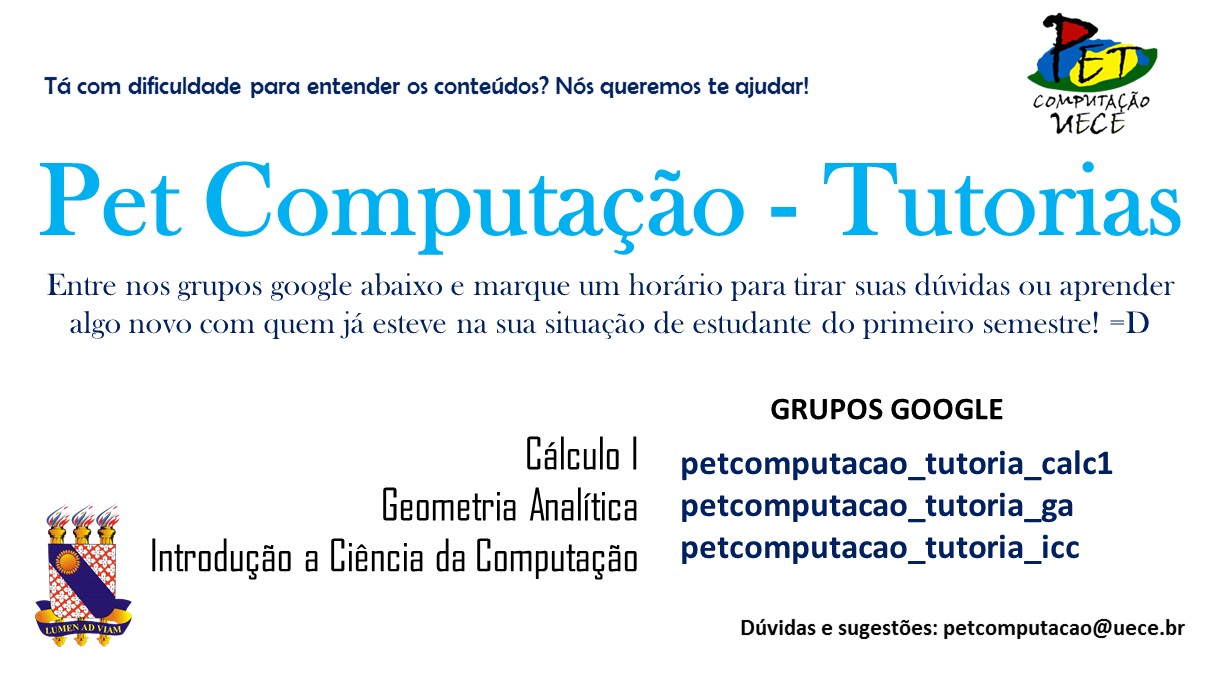 Tá com dificuldade para entender os conteúdos? Nós queremos te ajudar!
PET
COMPUTAÇÃO
UECE
Pet Computação - Tutorias
Entre nos grupos google abaixo e marque um horário para tirar suas dúvidas ou aprender
algo novo com quem já esteve na sua situação de estudante do primeiro semestre! =D
GRUPOS GOOGLE
Cálculo I
petcomputacao_tutoria_calc1
Geometria Analítica
petcomputacao_tutoria_ga
Introdução a Ciência da Computação
petcomputacao_tutoria_icc
LUMEN AD VIAM
Dúvidas e sugestões: petcomputacao@uece.br